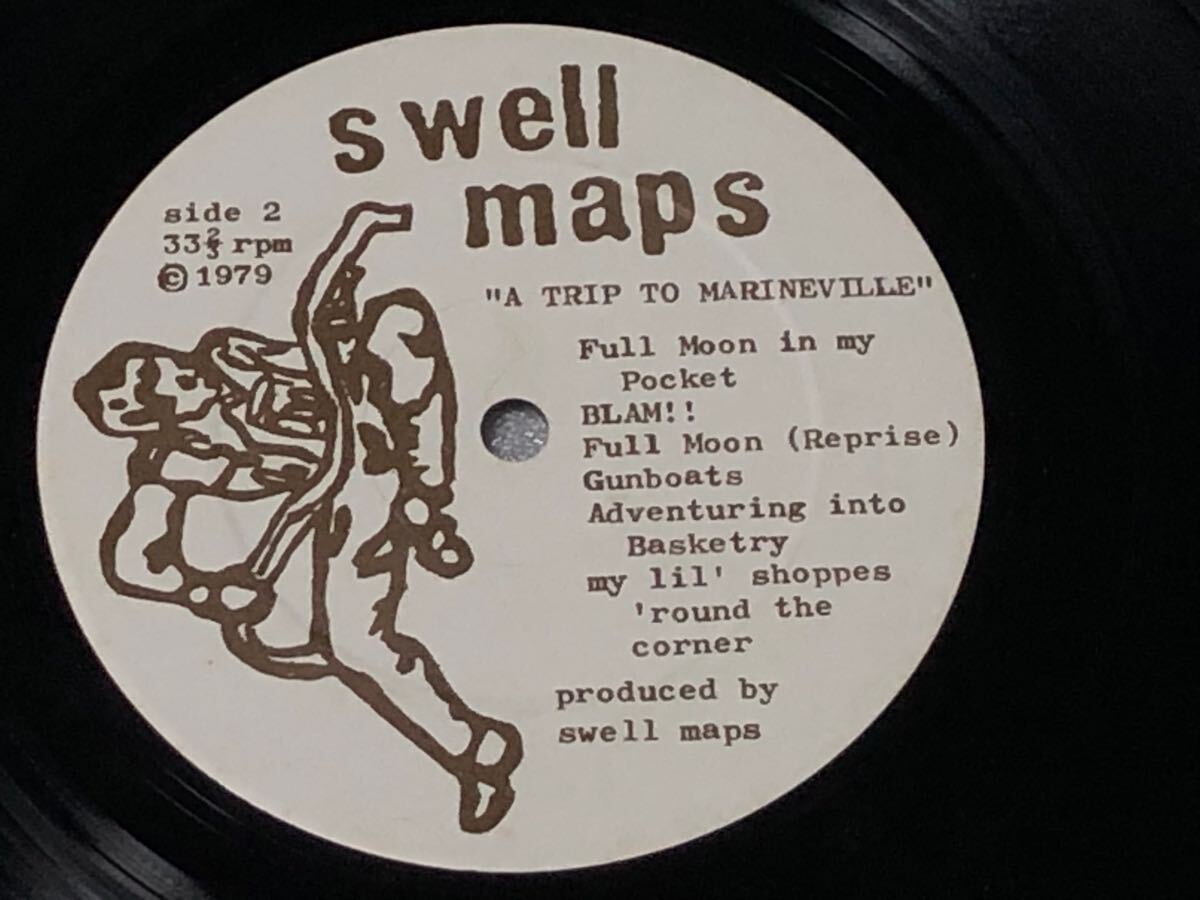 swell
maps
side 2
33⅔ rpm
© 1979
"A TRIP TO MARINEVILLE"
Full Moon in my
Pocket
BLAM!!
Full Moon (Reprise)
Gunboats
Adventuring into
Basketry
my lil' shoppes
'round the
corner
produced by
swell maps